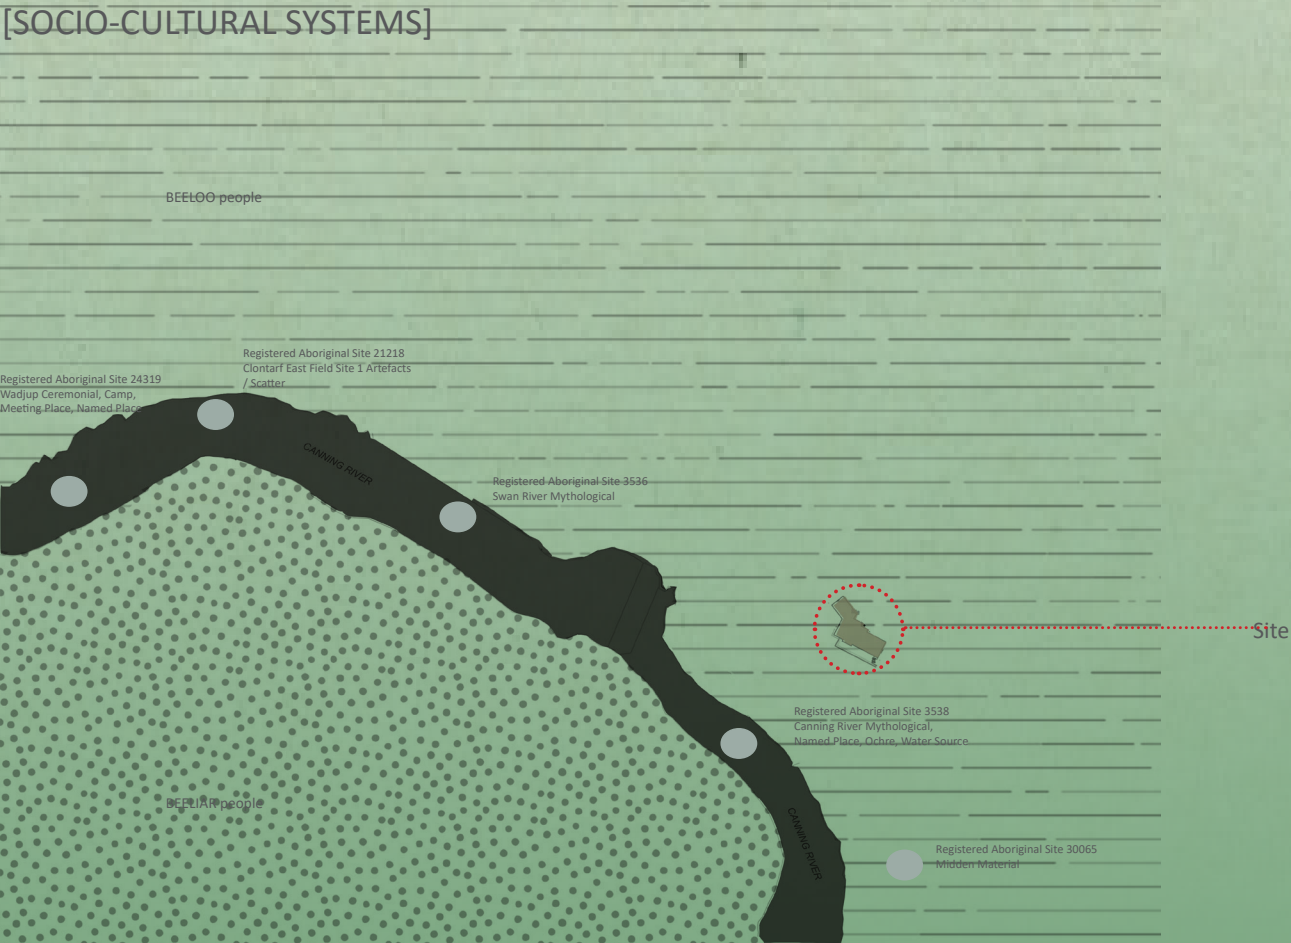 [SOCIO-CULTURAL SYSTEMS]
BEELOO people
Registered Aboriginal Site 21218
Clontarf East Field Site 1 Artefacts
/ Scatter
Registered Aboriginal Site 24319
Wadjup Ceremonial, Camp,
Meeting Place, Named Place
CANNING RIVER
Registered Aboriginal Site 3536
Swan River Mythological
Site
Registered Aboriginal Site 3538
Canning River Mythological,
Named Place, Ochre, Water Source
BEELIAR people
CANNING RIVER
Registered Aboriginal Site 30065
Midden Material